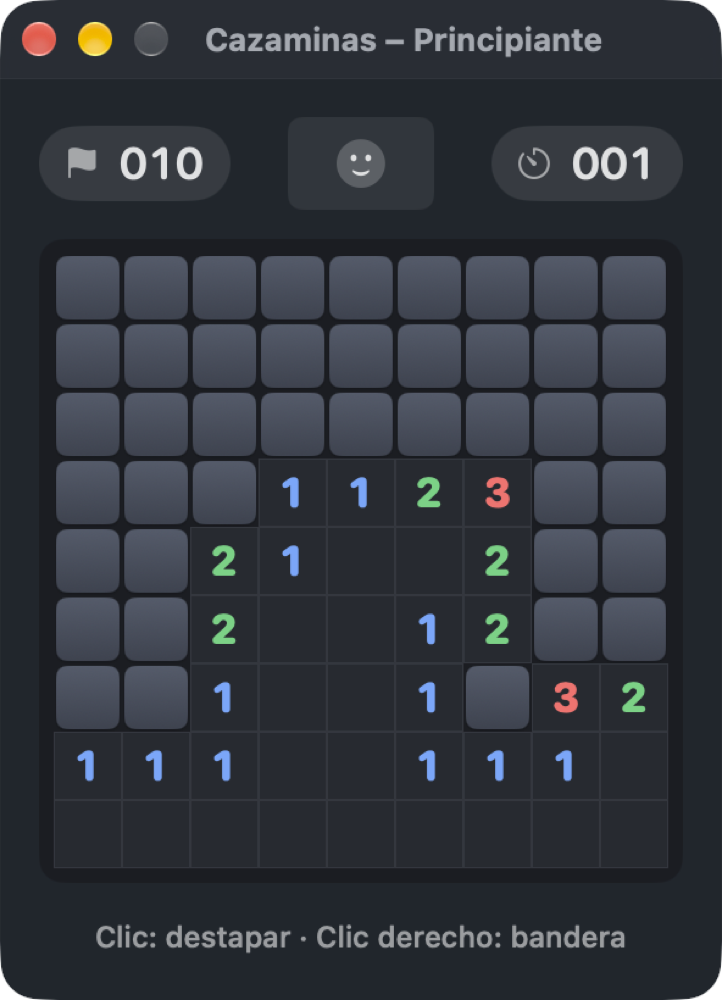 Cazaminas – Principiante
010 001
1 1 2 3
2 1 2
2 1 2
1 1 3 2
1 1 1 1 1 1
Clic: destapar · Clic derecho: bandera